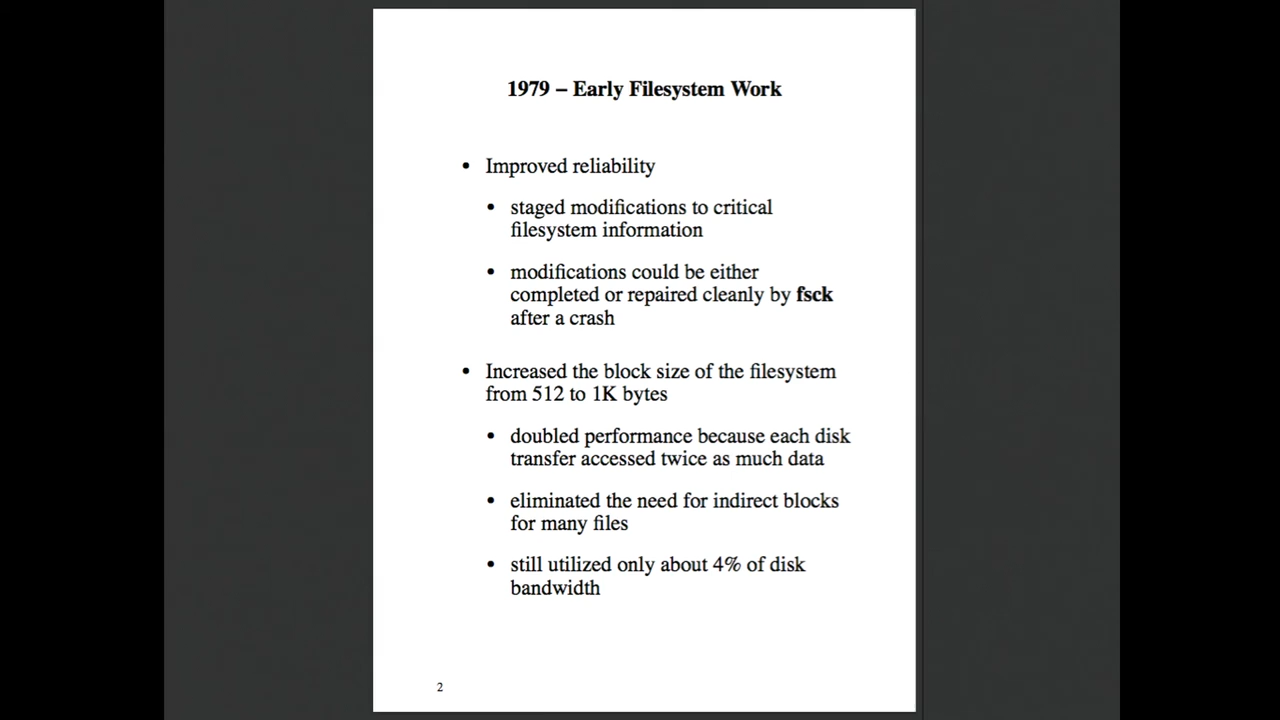 1979 – Early Filesystem Work
• Improved reliability
• staged modifications to critical
filesystem information
• modifications could be either
completed or repaired cleanly by fsck
after a crash
• Increased the block size of the filesystem
from 512 to 1K bytes
• doubled performance because each disk
transfer accessed twice as much data
• eliminated the need for indirect blocks
for many files
• still utilized only about 4% of disk
bandwidth
2